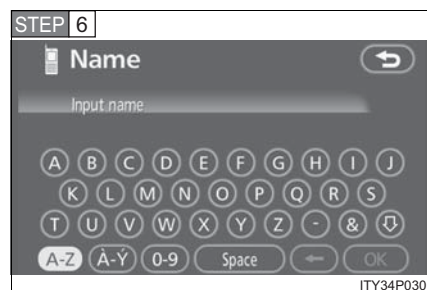 STEP 6
Name
Input name
A B C D E F G H I J
K L M N O P Q R S
T U V W X Y Z - &
A-Z À-Ý 0-9 Space ← OK
ITY34P030